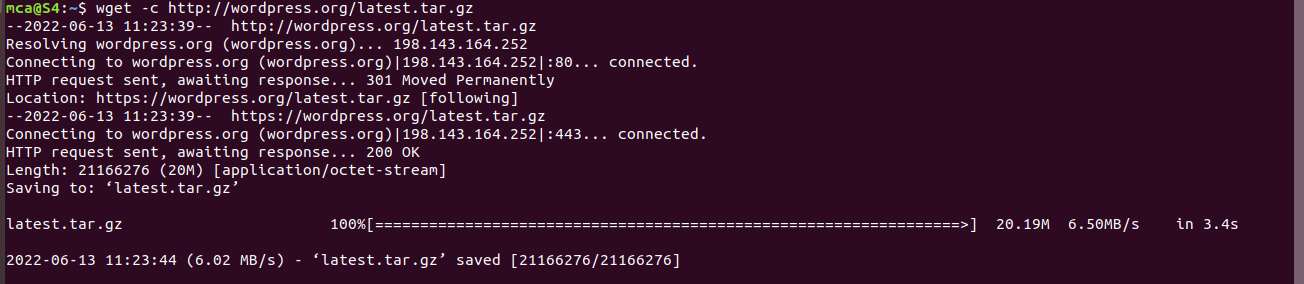 mca@S4:~$ wget -c http://wordpress.org/latest.tar.gz
--2022-06-13 11:23:39--  http://wordpress.org/latest.tar.gz
Resolving wordpress.org (wordpress.org)... 198.143.164.252
Connecting to wordpress.org (wordpress.org)|198.143.164.252|:80... connected.
HTTP request sent, awaiting response... 301 Moved Permanently
Location: https://wordpress.org/latest.tar.gz [following]
--2022-06-13 11:23:39--  https://wordpress.org/latest.tar.gz
Connecting to wordpress.org (wordpress.org)|198.143.164.252|:443... connected.
HTTP request sent, awaiting response... 200 OK
Length: 21166276 (20M) [application/octet-stream]
Saving to: ‘latest.tar.gz’
latest.tar.gz                       100%[=================================================================>]  20.19M  6.50MB/s    in 3.4s
2022-06-13 11:23:44 (6.02 MB/s) - ‘latest.tar.gz’ saved [21166276/21166276]